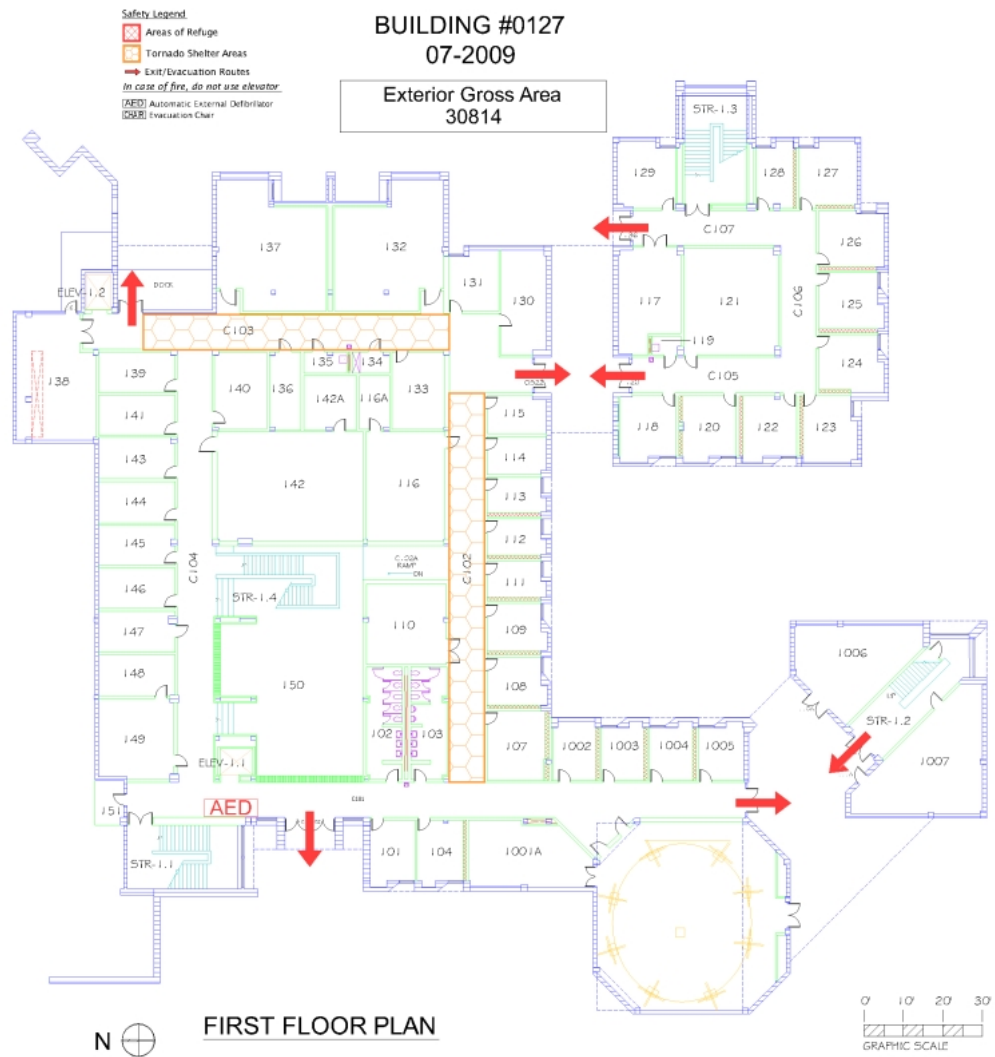 Safety Legend
Areas of Refuge
Tornado Shelter Areas
Exit/Evacuation Routes
In case of fire, do not use elevator
AED Automatic External Defibrillator
CHAIR Evacuation Chair
BUILDING #0127
07-2009
Exterior Gross Area
30814
STR-1.3
129
128
127
C107
126
137
132
131
130
117
121
C106
125
ELEV-1.2
DOCK
C103
119
124
138
139
140
136
135
134
133
C105
142A
116A
141
115
118
120
122
123
143
142
116
114
144
113
145
C104
C102A
RAMP
DN
C102
112
146
STR-1.4
111
147
110
109
148
150
108
1006
149
102
103
107
1002
1003
1004
1005
UP
STR-1.2
1007
ELEV-1.1
151
AED
C101
STR-1.1
101
104
1001A
N
FIRST FLOOR PLAN
0' 10' 20' 30'
GRAPHIC SCALE